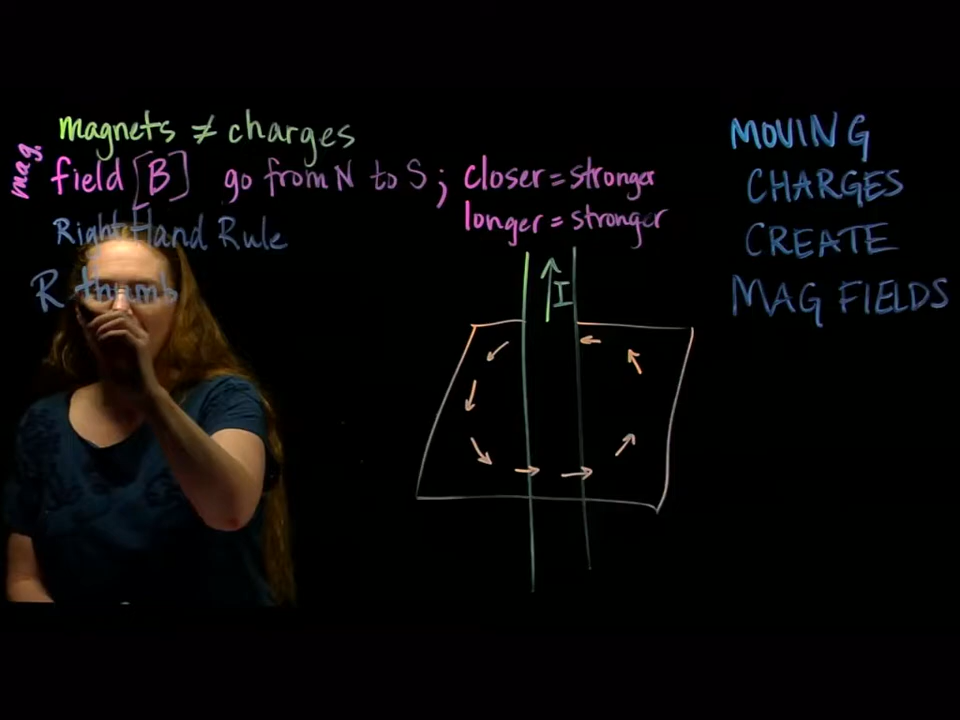 magnets ≠ charges
mag. field [B] go from N to S; closer = stronger
longer = stronger
Right Hand Rule
R thumb
I
MOVING
CHARGES
CREATE
MAG FIELDS